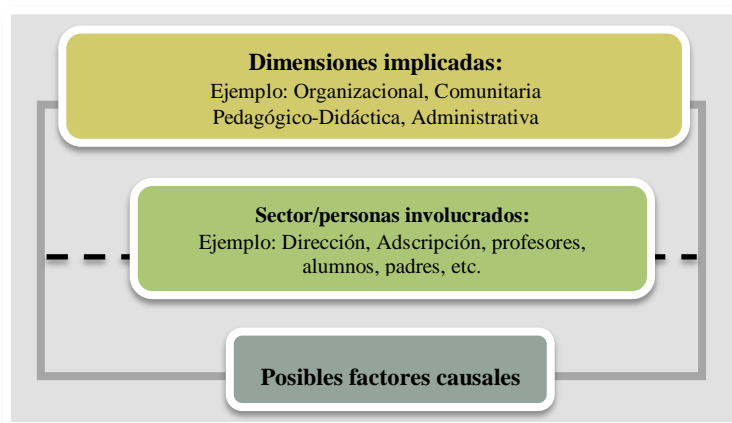 Dimensiones implicadas:
Ejemplo: Organizacional, Comunitaria
Pedagógico-Didáctica, Administrativa
Sector/personas involucrados:
Ejemplo: Dirección, Adscripción, profesores,
alumnos, padres, etc.
Posibles factores causales